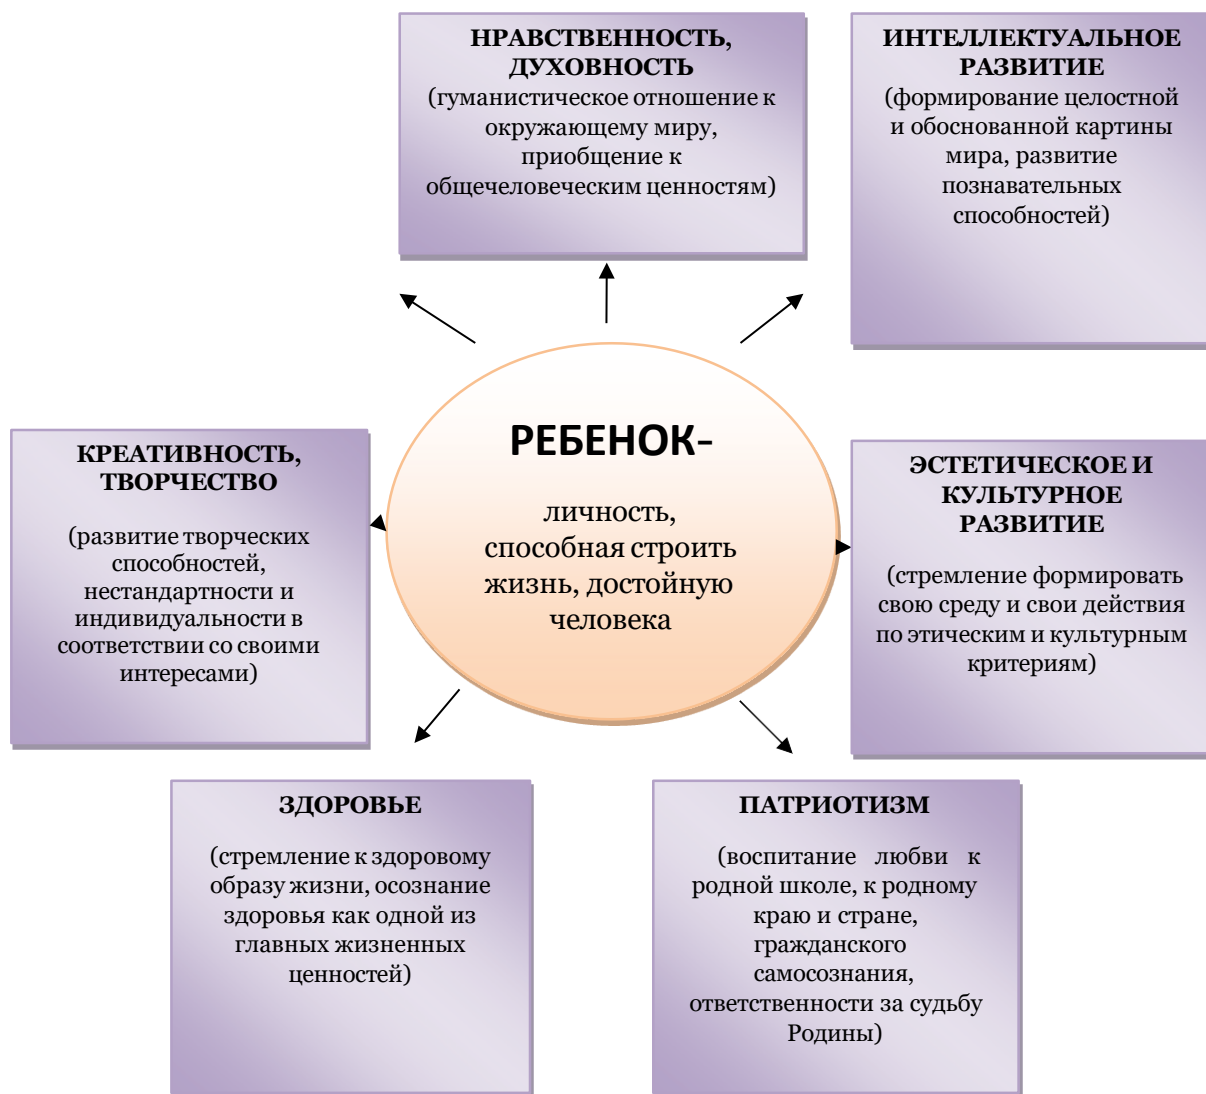 НРАВСТВЕННОСТЬ,
ДУХОВНОСТЬ
(гуманистическое отношение к
окружающему миру,
приобщение к
общечеловеческим ценностям)
ИНТЕЛЛЕКТУАЛЬНОЕ
РАЗВИТИЕ
(формирование целостной
и обоснованной картины
мира, развитие
познавательных
способностей)
КРЕАТИВНОСТЬ,
ТВОРЧЕСТВО
(развитие творческих
способностей,
нестандартности и
индивидуальности в
соответствии со своими
интересами)
РЕБЕНОК-
личность,
способная строить
жизнь, достойную
человека
ЭСТЕТИЧЕСКОЕ И
КУЛЬТУРНОЕ
РАЗВИТИЕ
(стремление формировать
свою среду и свои действия
по этическим и культурным
критериям)
ЗДОРОВЬЕ
(стремление к здоровому
образу жизни, осознание
здоровья как одной из
главных жизненных
ценностей)
ПАТРИОТИЗМ
(воспитание любви к
родной школе, к родному
краю и стране,
гражданского
самосознания,
ответственности за судьбу
Родины)